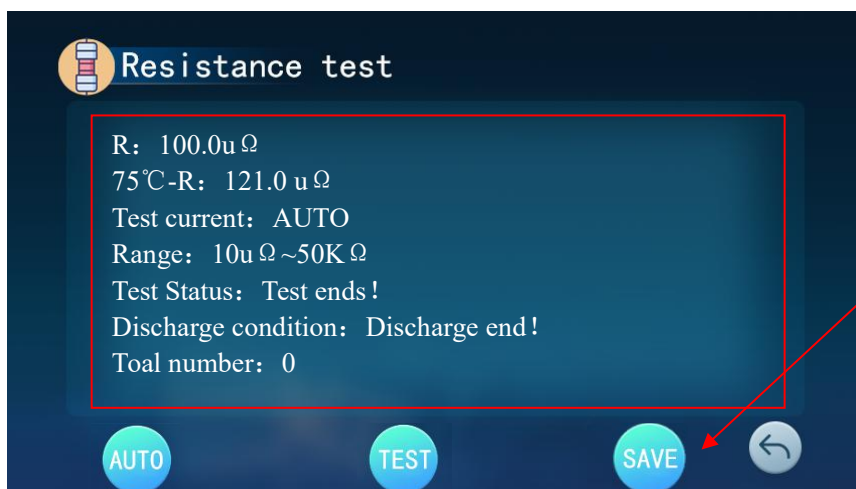 Resistance test
R：100.0uΩ
75℃-R：121.0 uΩ
Test current：AUTO
Range：10uΩ~50KΩ
Test Status：Test ends！
Discharge condition：Discharge end！
Toal number：0
AUTO
TEST
SAVE